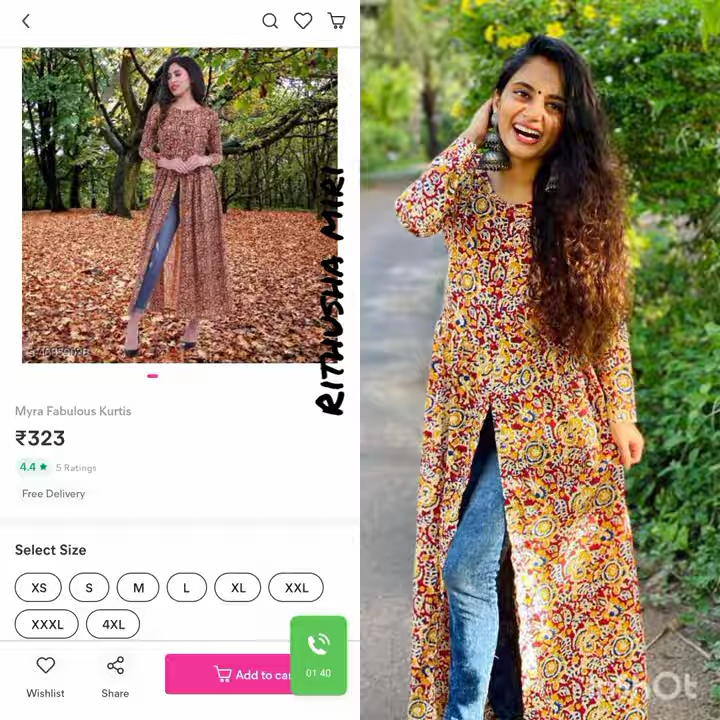 RITHUSHA MIRI
Myra Fabulous Kurtis
₹323
4.4 ★ 5 Ratings
Free Delivery
Select Size
XS S M L XL XXL
XXXL 4XL
Wishlist
Share
Add to car
01:40